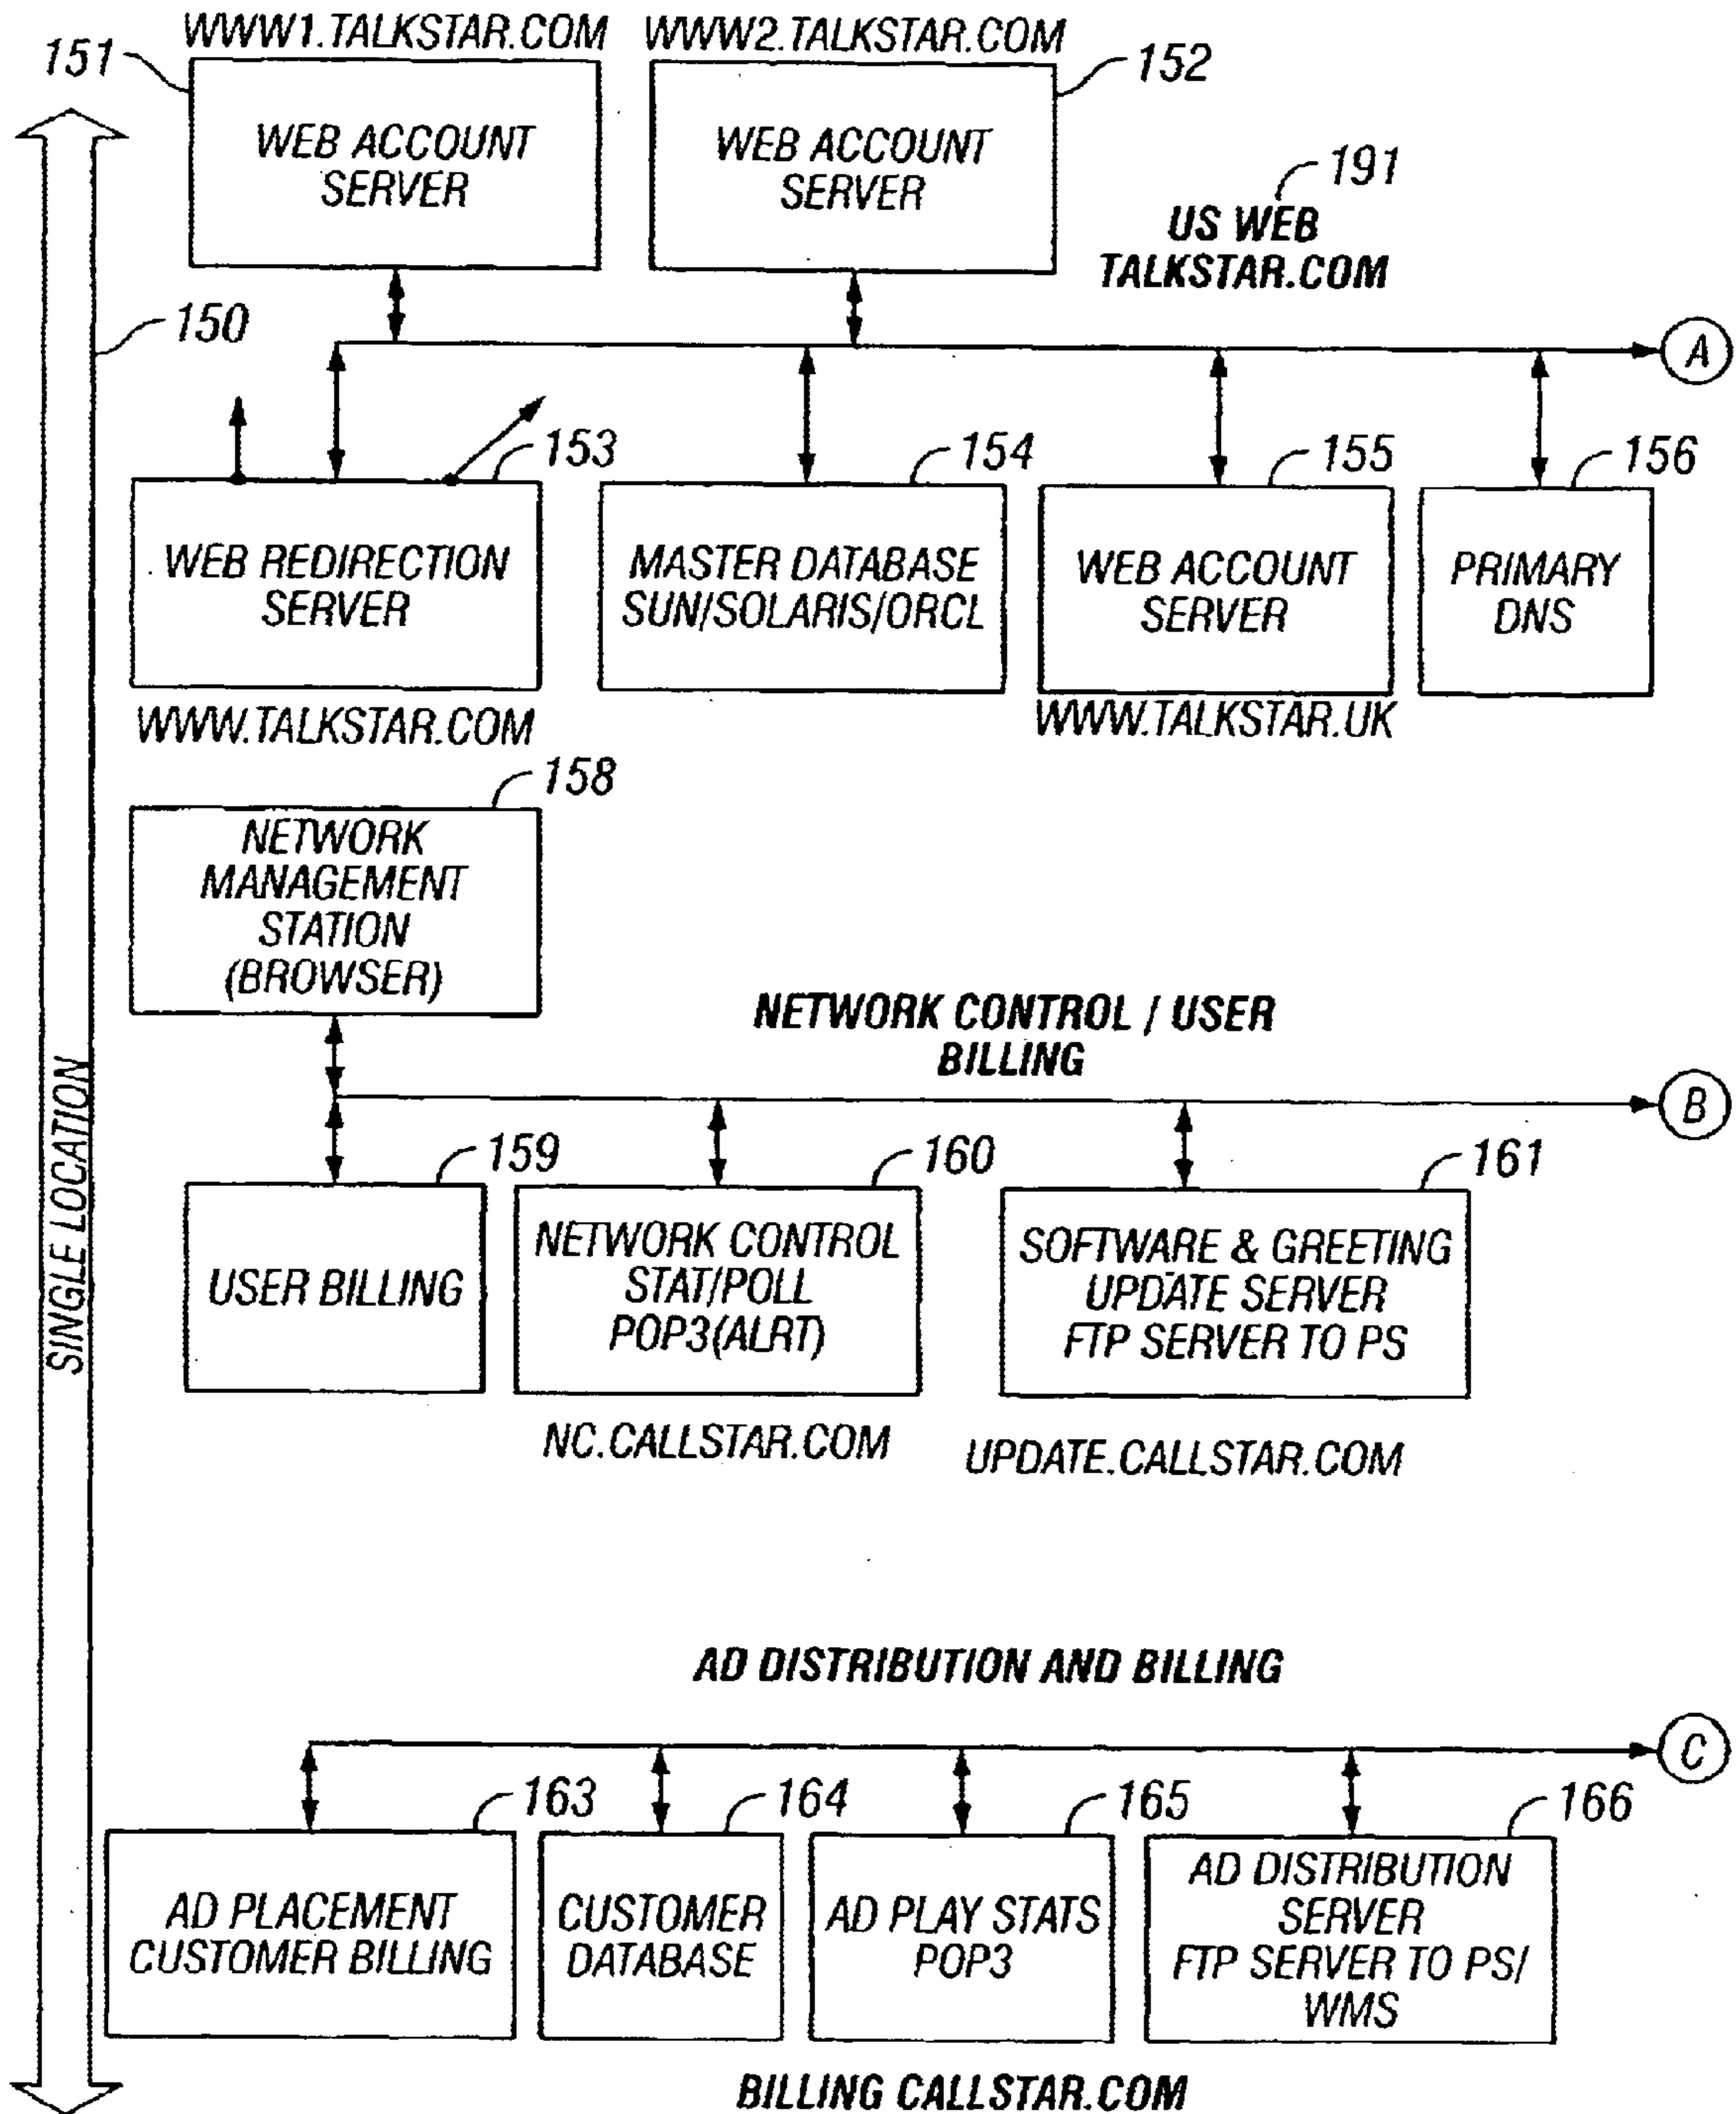 WWW1.TALKSTAR.COM
WWW2.TALKSTAR.COM
151
152
WEB ACCOUNT
SERVER
WEB ACCOUNT
SERVER
191
US WEB
TALKSTAR.COM
150
A
153
154
155
156
WEB REDIRECTION
SERVER
MASTER DATABASE
SUN/SOLARIS/ORCL
WEB ACCOUNT
SERVER
PRIMARY
DNS
WWW.TALKSTAR.COM
WWW.TALKSTAR.UK
158
NETWORK
MANAGEMENT
STATION
(BROWSER)
NETWORK CONTROL / USER
BILLING
B
SINGLE LOCATION
159
160
161
USER BILLING
NETWORK CONTROL
STAT/POLL
POP3(ALRT)
SOFTWARE & GREETING
UPDATE SERVER
FTP SERVER TO PS
NC.CALLSTAR.COM
UPDATE.CALLSTAR.COM
AD DISTRIBUTION AND BILLING
C
163
164
165
166
AD PLACEMENT
CUSTOMER BILLING
CUSTOMER
DATABASE
AD PLAY STATS
POP3
AD DISTRIBUTION
SERVER
FTP SERVER TO PS/
WMS
BILLING CALLSTAR.COM